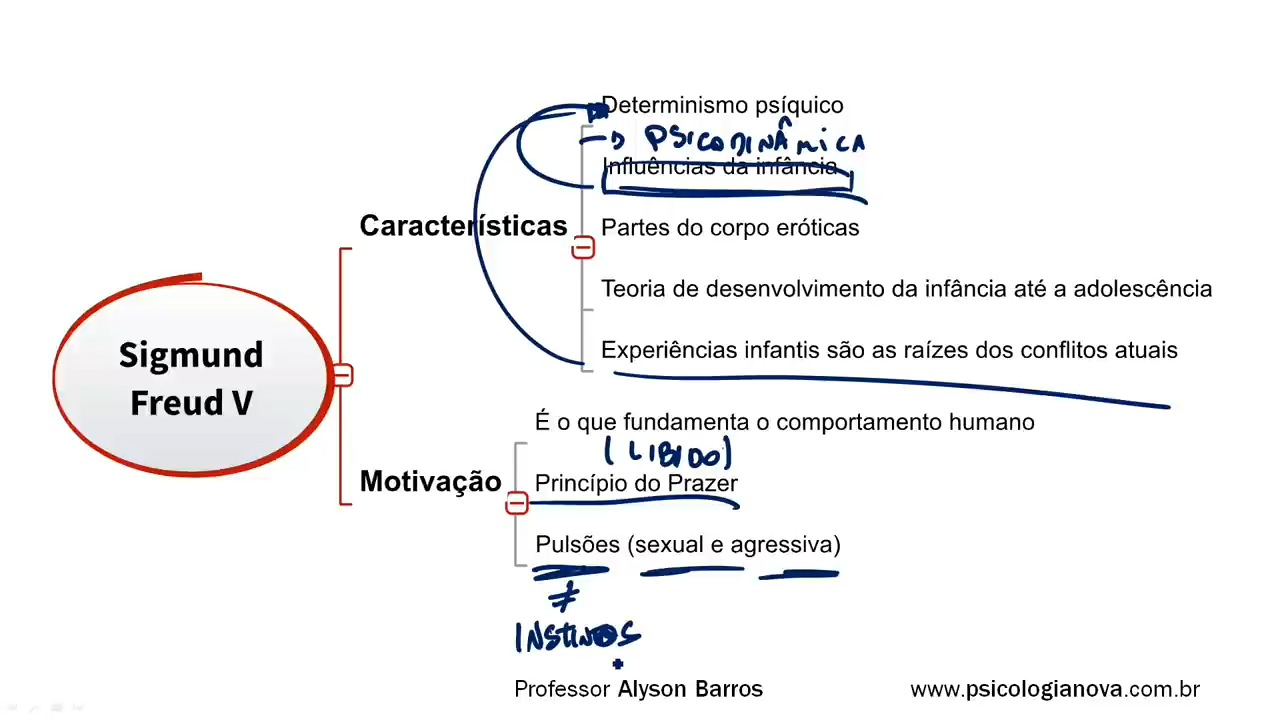 Determinismo psíquico
→ PSICODINÂMICA
Influências da infância
Características
Partes do corpo eróticas
Teoria de desenvolvimento da infância até a adolescência
Experiências infantis são as raízes dos conflitos atuais
Sigmund
Freud V
É o que fundamenta o comportamento humano
(LIBIDO)
Motivação
Princípio do Prazer
Pulsões (sexual e agressiva)
≠
Professor Alyson Barros
www.psicologianova.com.br